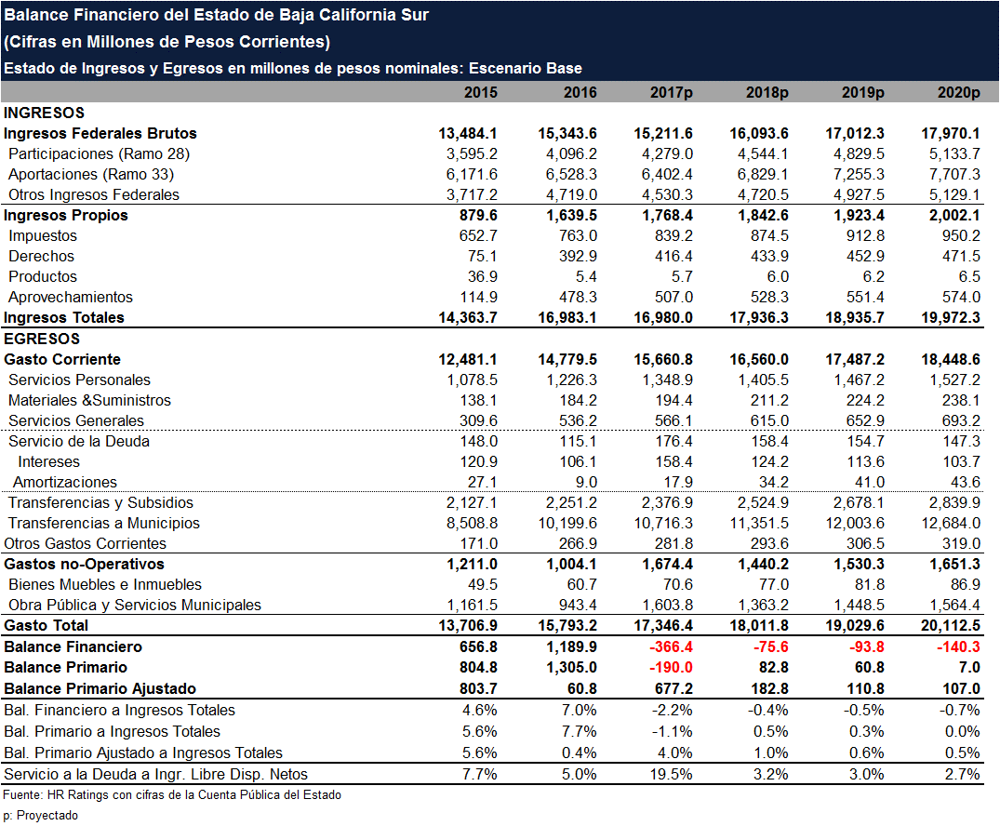 Balance Financiero del Estado de Baja California Sur
(Cifras en Millones de Pesos Corrientes)
Estado de Ingresos y Egresos en millones de pesos nominales: Escenario Base
2015 2016 2017p 2018p 2019p 2020p
INGRESOS
Ingresos Federales Brutos 13,484.1 15,343.6 15,211.6 16,093.6 17,012.3 17,970.1
Participaciones (Ramo 28) 3,595.2 4,096.2 4,279.0 4,544.1 4,829.5 5,133.7
Aportaciones (Ramo 33) 6,171.6 6,528.3 6,402.4 6,829.1 7,255.3 7,707.3
Otros Ingresos Federales 3,717.2 4,719.0 4,530.3 4,720.5 4,927.5 5,129.1
Ingresos Propios 879.6 1,639.5 1,768.4 1,842.6 1,923.4 2,002.1
Impuestos 652.7 763.0 839.2 874.5 912.8 950.2
Derechos 75.1 392.9 416.4 433.9 452.9 471.5
Productos 36.9 5.4 5.7 6.0 6.2 6.5
Aprovechamientos 114.9 478.3 507.0 528.3 551.4 574.0
Ingresos Totales 14,363.7 16,983.1 16,980.0 17,936.3 18,935.7 19,972.3
EGRESOS
Gasto Corriente 12,481.1 14,779.5 15,660.8 16,560.0 17,487.2 18,448.6
Servicios Personales 1,078.5 1,226.3 1,348.9 1,405.5 1,467.2 1,527.2
Materiales &Suministros 138.1 184.2 194.4 211.2 224.2 238.1
Servicios Generales 309.6 536.2 566.1 615.0 652.9 693.2
Servicio de la Deuda 148.0 115.1 176.4 158.4 154.7 147.3
Intereses 120.9 106.1 158.4 124.2 113.6 103.7
Amortizaciones 27.1 9.0 17.9 34.2 41.0 43.6
Transferencias y Subsidios 2,127.1 2,251.2 2,376.9 2,524.9 2,678.1 2,839.9
Transferencias a Municipios 8,508.8 10,199.6 10,716.3 11,351.5 12,003.6 12,684.0
Otros Gastos Corrientes 171.0 266.9 281.8 293.6 306.5 319.0
Gastos no-Operativos 1,211.0 1,004.1 1,674.4 1,440.2 1,530.3 1,651.3
Bienes Muebles e Inmuebles 49.5 60.7 70.6 77.0 81.8 86.9
Obra Pública y Servicios Municipales 1,161.5 943.4 1,603.8 1,363.2 1,448.5 1,564.4
Gasto Total 13,706.9 15,793.2 17,346.4 18,011.8 19,029.6 20,112.5
Balance Financiero 656.8 1,189.9 -366.4 -75.6 -93.8 -140.3
Balance Primario 804.8 1,305.0 -190.0 82.8 60.8 7.0
Balance Primario Ajustado 803.7 60.8 677.2 182.8 110.8 107.0
Bal. Financiero a Ingresos Totales 4.6% 7.0% -2.2% -0.4% -0.5% -0.7%
Bal. Primario a Ingresos Totales 5.6% 7.7% -1.1% 0.5% 0.3% 0.0%
Bal. Primario Ajustado a Ingresos Totales 5.6% 0.4% 4.0% 1.0% 0.6% 0.5%
Servicio a la Deuda a Ingr. Libre Disp. Netos 7.7% 5.0% 19.5% 3.2% 3.0% 2.7%
Fuente: HR Ratings con cifras de la Cuenta Pública del Estado
p: Proyectado